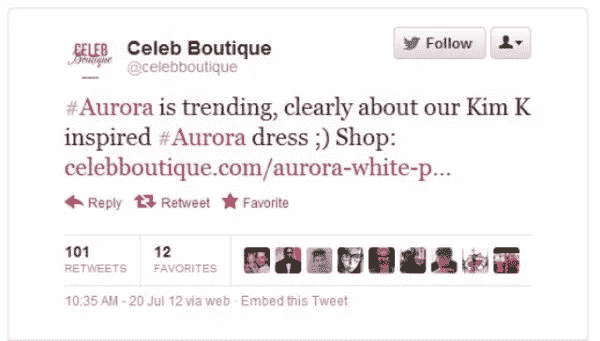 CELEB
Boutique
Celeb Boutique
@celebboutique
Follow
#Aurora is trending, clearly about our Kim K
inspired #Aurora dress ;) Shop:
celebboutique.com/aurora-white-p...
Reply Retweet Favorite
101 12
RETWEETS FAVORITES
10:35 AM - 20 Jul 12 via web · Embed this Tweet